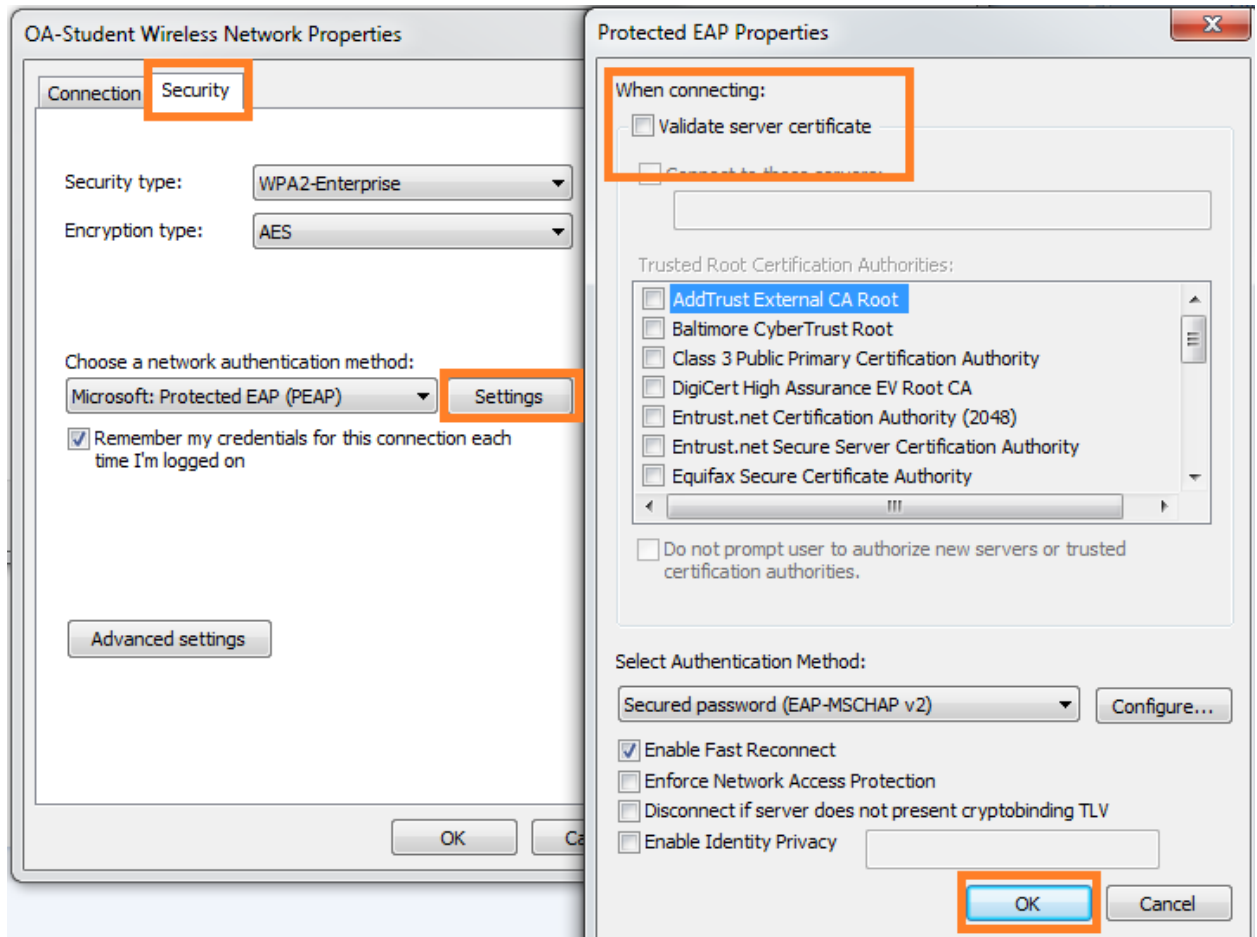 OA-Student Wireless Network Properties
Connection
Security
Security type:
WPA2-Enterprise
Encryption type:
AES
Choose a network authentication method:
Microsoft: Protected EAP (PEAP)
Settings
Remember my credentials for this connection each
time I'm logged on
Advanced settings
OK
Ca
Protected EAP Properties
When connecting:
Validate server certificate
Connect to these servers:
Trusted Root Certification Authorities:
AddTrust External CA Root
Baltimore CyberTrust Root
Class 3 Public Primary Certification Authority
DigiCert High Assurance EV Root CA
Entrust.net Certification Authority (2048)
Entrust.net Secure Server Certification Authority
Equifax Secure Certificate Authority
Do not prompt user to authorize new servers or trusted
certification authorities.
Select Authentication Method:
Secured password (EAP-MSCHAP v2)
Configure...
Enable Fast Reconnect
Enforce Network Access Protection
Disconnect if server does not present cryptobinding TLV
Enable Identity Privacy
OK
Cancel